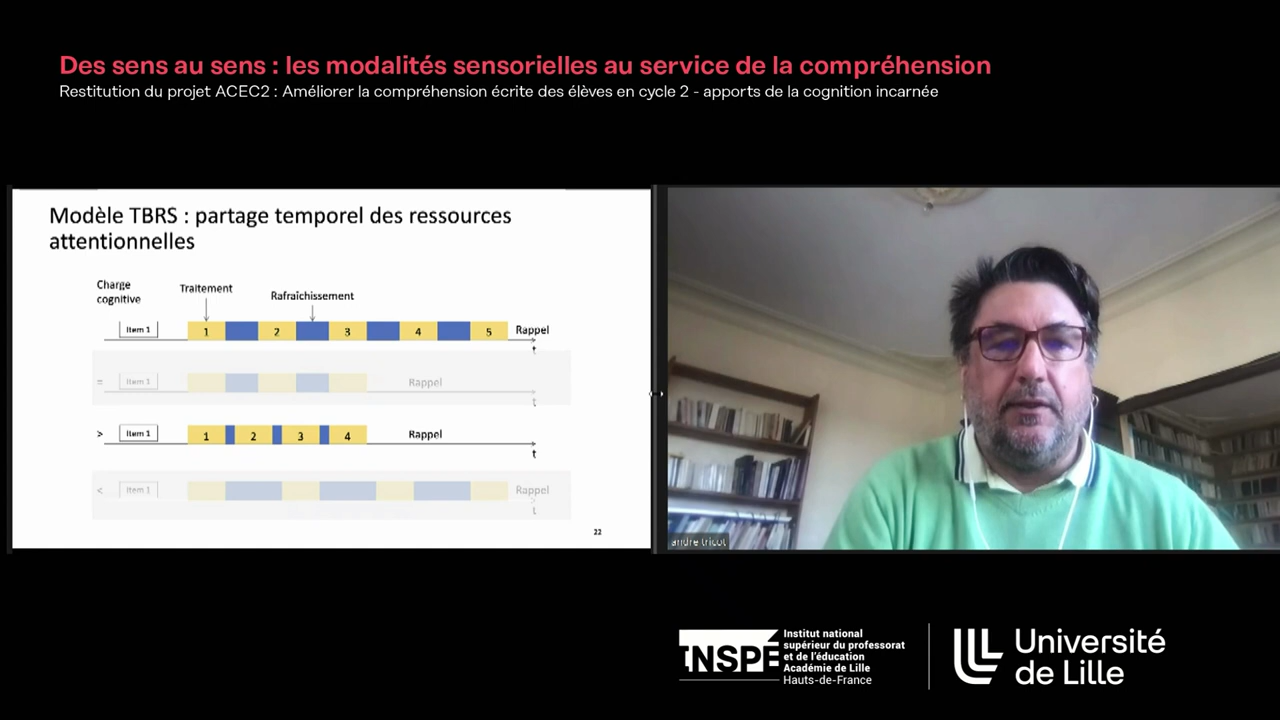 Des sens au sens : les modalités sensorielles au service de la compréhension
Restitution du projet ACEC2 : Améliorer la compréhension écrite des élèves en cycle 2 - apports de la cognition incarnée
Modèle TBRS : partage temporel des ressources
attentionnelles
Charge
cognitive
Traitement
Rafraîchissement
Item 1
1
2
3
4
5
Rappel
t
=
Item 1
Rappel
t
>
Item 1
1
2
3
4
Rappel
t
<
Item 1
Rappel
t
22
andre tricot
INSPÉ
Institut national
supérieur du professorat
et de l'éducation
Académie de Lille
Hauts-de-France
Université
de Lille